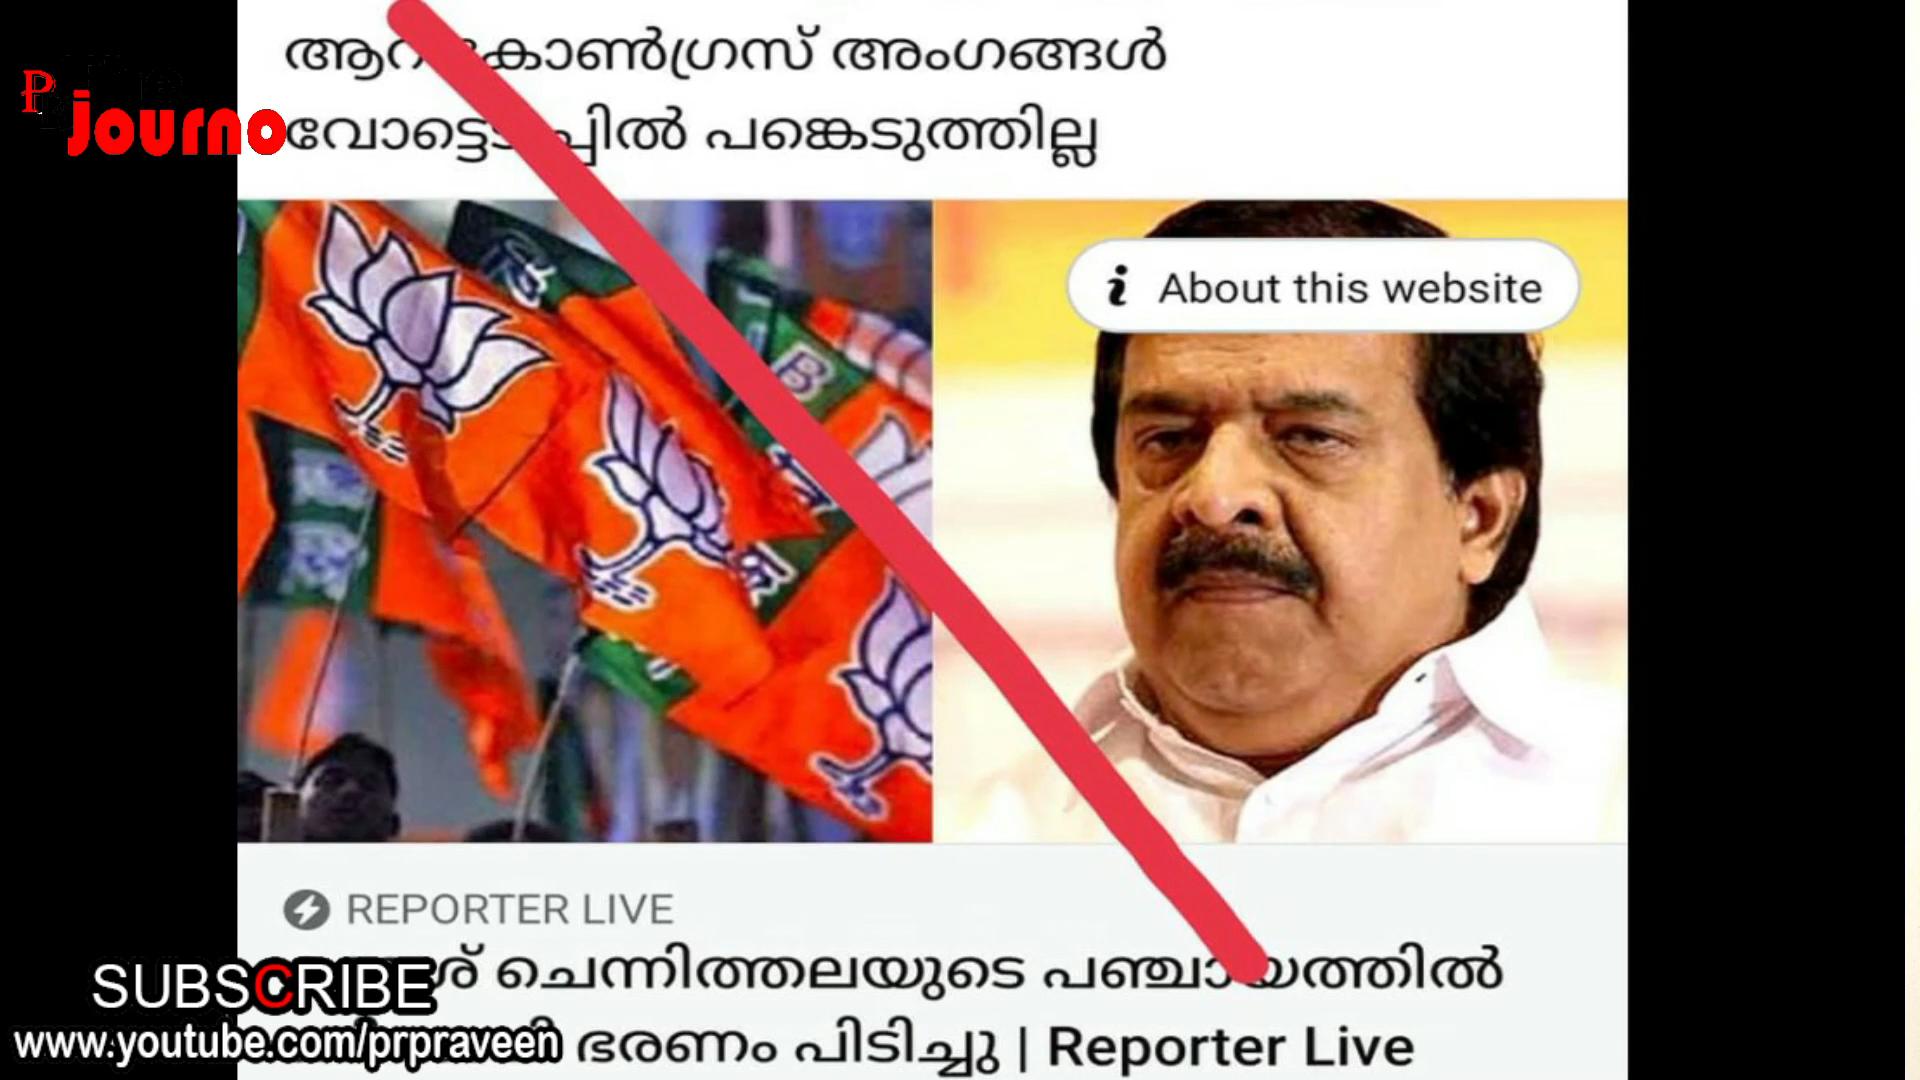 കോൺഗ്രസ് അംഗങ്ങൾ
പങ്കെടുത്തില്ല
Journo
B
i About this website
REPORTER LIVE
ചെന്നിത്തലയുടെ പഞ്ചായത്തിൽ
ഭരണം പിടിച്ചു | Reporter Live
SUBSCRIBE
www.youtube.com/prpraveen